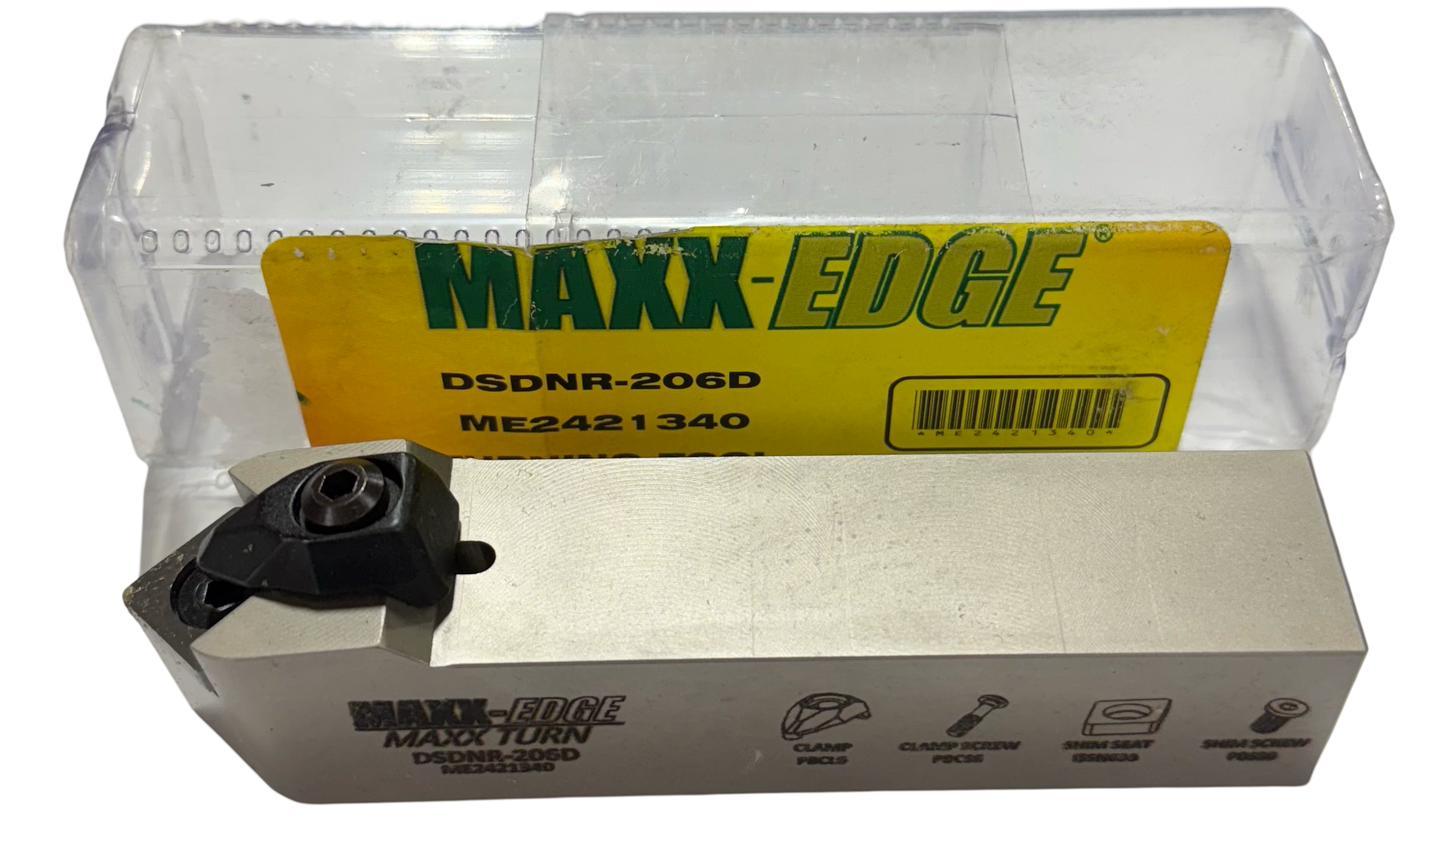 MAXX-EDGE®
DSDNR-206D
ME2421340
*ME2421340*
MAXX-EDGE
MAXX TURN
DSDNR-206D
ME2421340
CLAMP
CLAMP SCREW
SHIM SEAT
SHIM SCREW